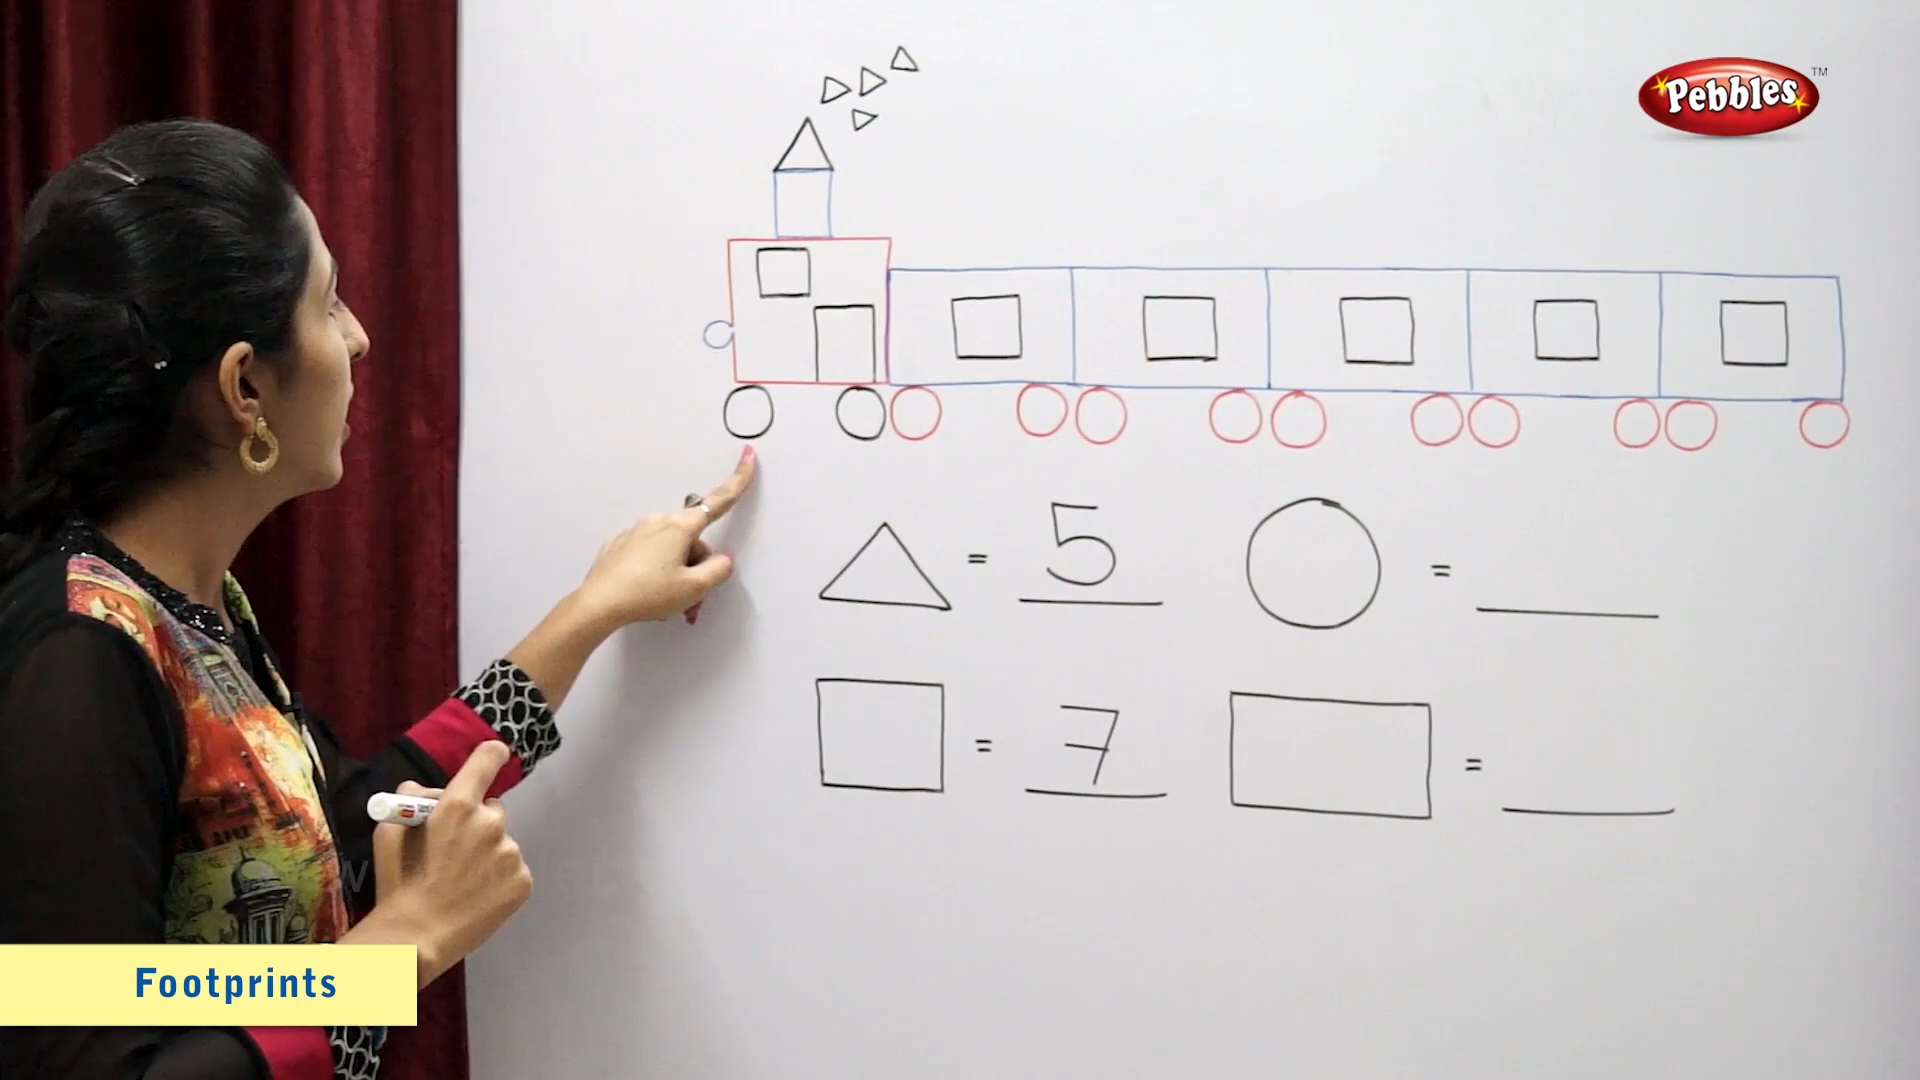 Pebbles TM
= 5
=
= 7
=
Footprints